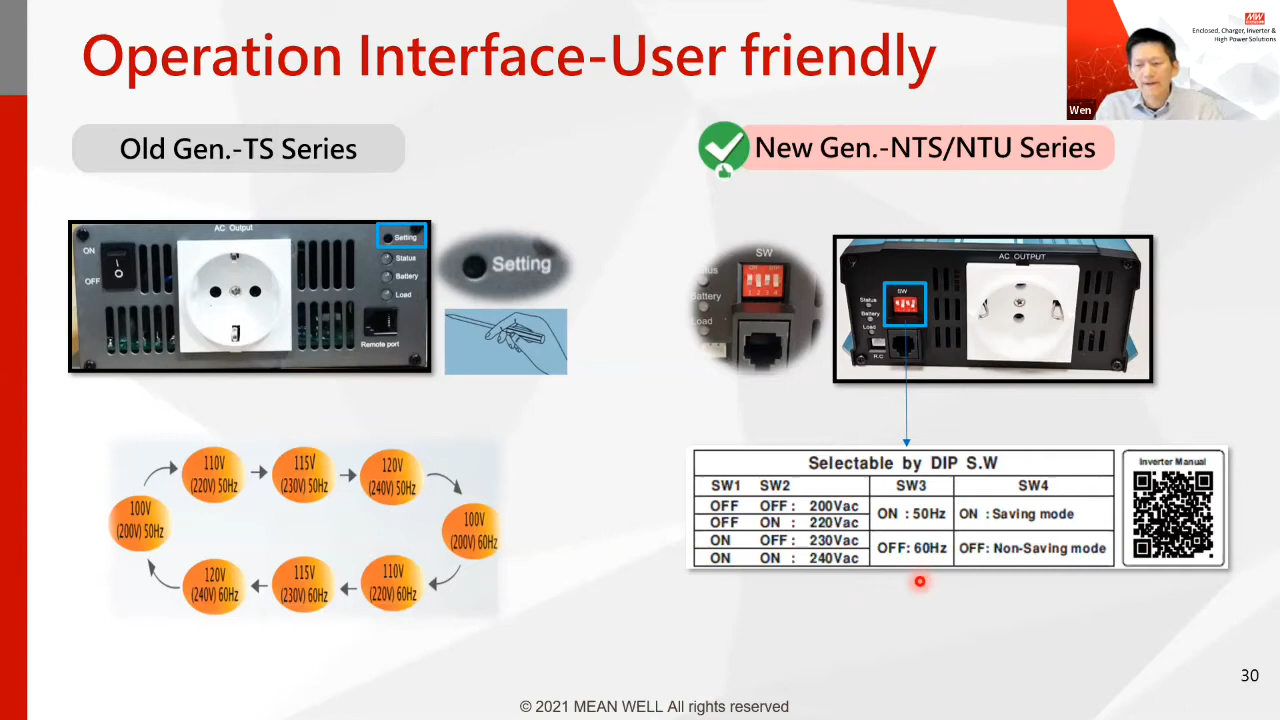 Operation Interface-User friendly
MW
Enclosed, Charger, Inverter &
High Power Solutions
Wen
Old Gen.-TS Series
New Gen.-NTS/NTU Series
AC Output
ON
OFF
Setting
Status
Battery
Load
Remote port
Setting
SW
Battery
Load
AC OUTPUT
SW
Status
Battery
Load
R.C.
110V
(220V) 50Hz
115V
(230V) 50Hz
120V
(240V) 50Hz
100V
(200V) 50Hz
100V
(200V) 60Hz
120V
(240V) 60Hz
115V
(230V) 60Hz
110V
(220V) 60Hz
Selectable by DIP S.W
SW1 SW2 SW3 SW4
OFF OFF : 200Vac
OFF ON : 220Vac
ON OFF : 230Vac
ON ON : 240Vac
ON : 50Hz
OFF: 60Hz
ON : Saving mode
OFF: Non-Saving mode
Inverter Manual
30
© 2021 MEAN WELL All rights reserved